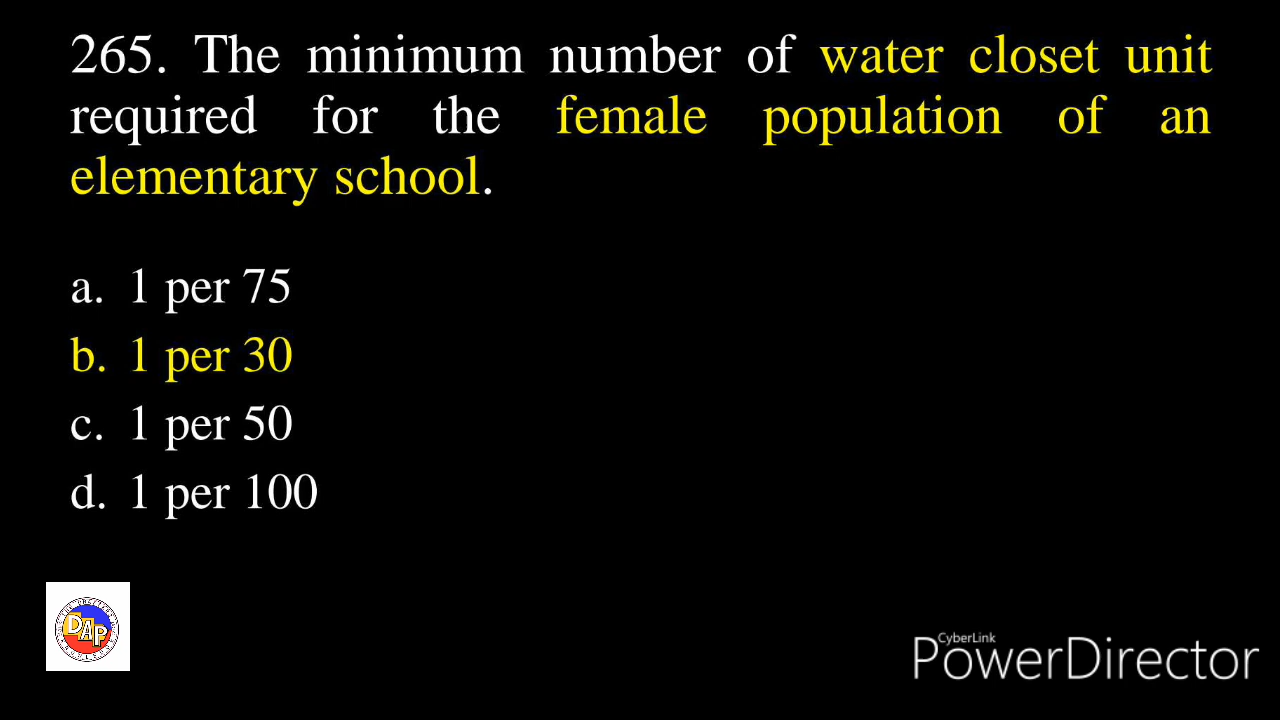 265. The minimum number of water closet unit
required for the female population of an
elementary school.
a. 1 per 75
b. 1 per 30
c. 1 per 50
d. 1 per 100
DAP
CyberLink
PowerDirector